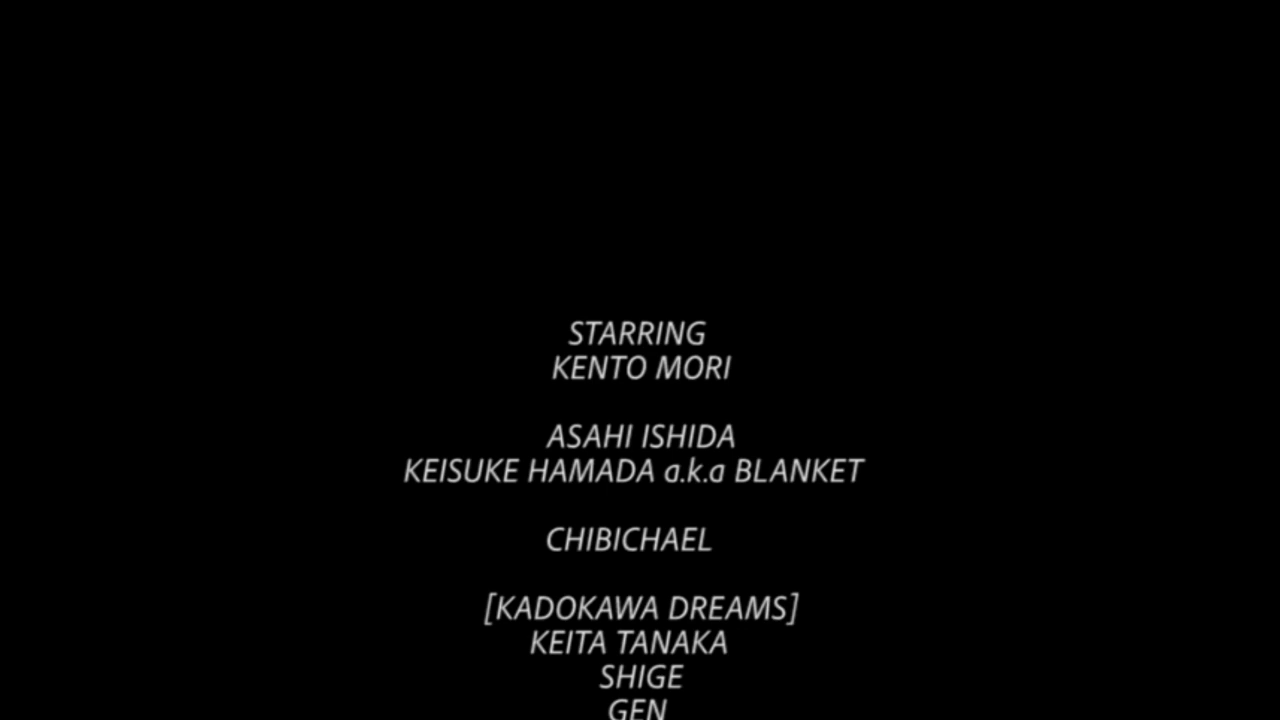 STARRING
KENTO MORI
ASAHI ISHIDA
KEISUKE HAMADA a.k.a BLANKET
CHIBICHAEL
[KADOKAWA DREAMS]
KEITA TANAKA
SHIGE
GEN